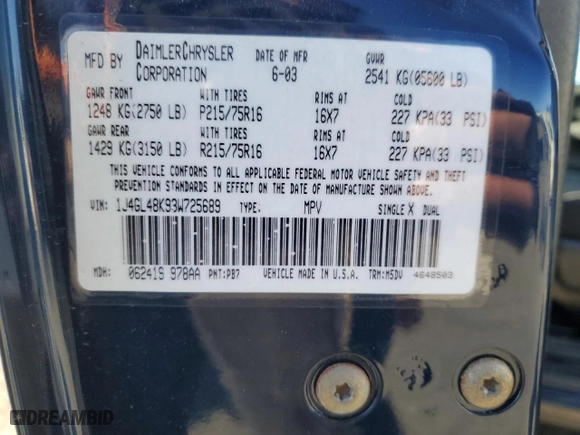 MFD BY DAIMLERCHRYSLER CORPORATION DATE OF MFR 6-03 GVWR 2541 KG(05600 LB)
GAWR FRONT WITH TIRES RIMS AT COLD
1248 KG(2750 LB) P215/75R16 16X7 227 KPA(33 PSI)
GAWR REAR WITH TIRES RIMS AT COLD
1429 KG(3150 LB) R215/75R16 16X7 227 KPA(33 PSI)
THIS VEHICLE CONFORMS TO ALL APPLICABLE FEDERAL MOTOR VEHICLE SAFETY AND THEFT
PREVENTION STANDARDS IN EFFECT ON THE DATE OF MANUFACTURE SHOWN ABOVE.
VIN: 1J4GL48K93W725689 TYPE: MPV SINGLE X DUAL
MDH: 062419 978AA PNT:PB7 VEHICLE MADE IN U.S.A. TRM:M5DV 4648503
DREAMBID